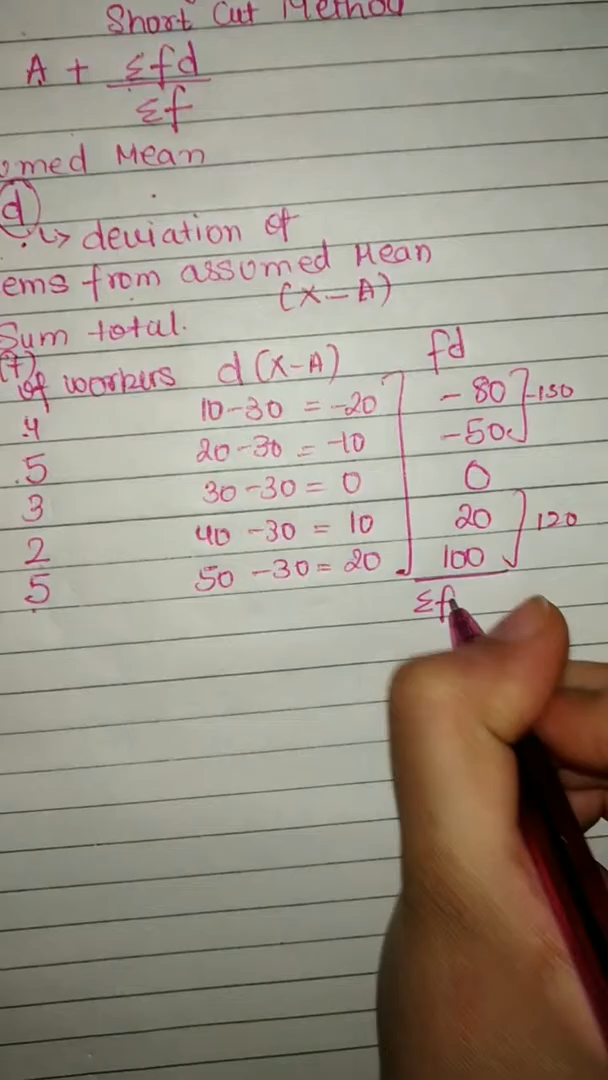 Short Cut Method
A + Σfd
Σf
omed Mean
d
↳ deviation of
ems from assumed Mean
(X-A)
Sum total.
(f)
of workers d (X-A) fd
4 10-30 = -20 -80 -150
5 20-30 = -10 -50
3 30-30 = 0 0
2 40-30 = 10 20 120
5 50-30 = 20 100
Σf